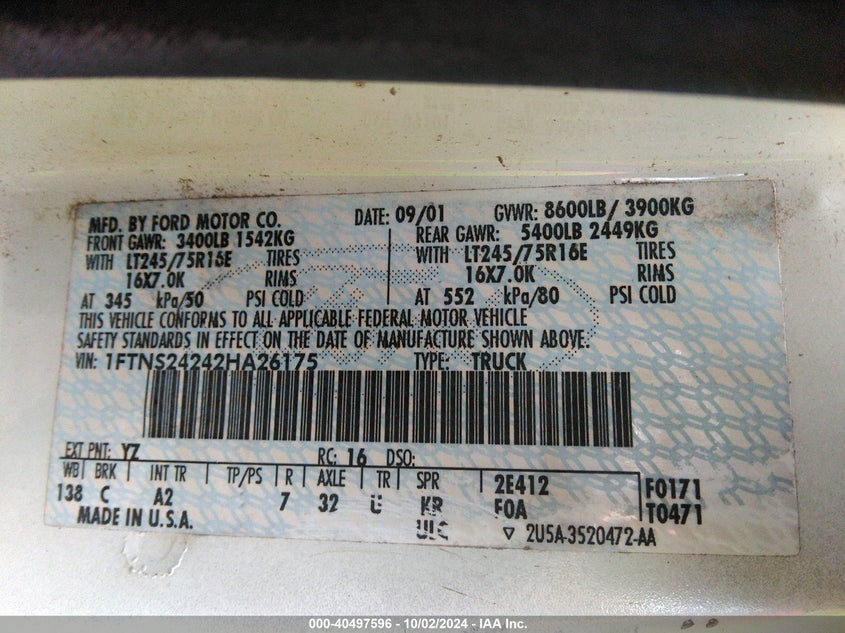 MFD. BY FORD MOTOR CO. DATE: 09/01 GVWR: 8600LB/ 3900KG
FRONT GAWR: 3400LB 1542KG REAR GAWR: 5400LB 2449KG
WITH LT245/75R16E TIRES WITH LT245/75R16E TIRES
16X7.0K RIMS 16X7.0K RIMS
AT 345 kPa/50 PSI COLD AT 552 kPa/80 PSI COLD
THIS VEHICLE CONFORMS TO ALL APPLICABLE FEDERAL MOTOR VEHICLE
SAFETY STANDARDS IN EFFECT ON THE DATE OF MANUFACTURE SHOWN ABOVE.
VIN: 1FTNS24242HA26175 TYPE: TRUCK
EXT PNT: YZ RC: 16 DSO:
WB BRK INT TR TP/PS R AXLE TR SPR 2E412 F0171
138 C A2 7 32 U KR F0A T0471
MADE IN U.S.A. ULC ▽ 2U5A-3520472-AA
000-40497596 - 10/02/2024 - IAA Inc.